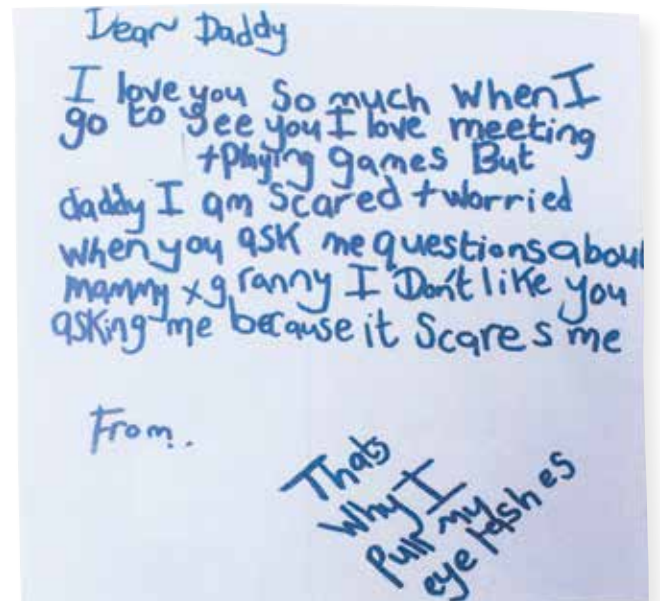 Dear Daddy
I love you So much when I
go to see you I love meeting
+ Phying games But
daddy I am Scared + worried
when you ask me questions about
mammy + granny I Don't like you
asking me because it Scares me
From.
Thats
Why I
Pull my
eye lashes